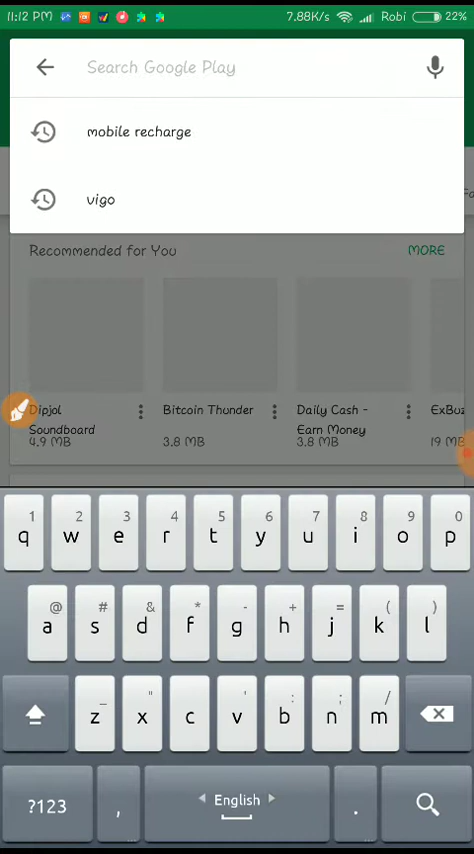 11:12 PM 7.88K/s Robi 22%
Search Google Play
mobile recharge
vigo
Recommended for You MORE
Dipjol Soundboard
4.9 MB
Bitcoin Thunder
3.8 MB
Daily Cash - Earn Money
3.8 MB
19 MB
1 2 3 4 5 6 7 8 9 0
q w e r t y u i o p
@ # & * - + = ( )
a s d f g h j k l
_ " ' : ; /
z x c v b n m
?123 , English .